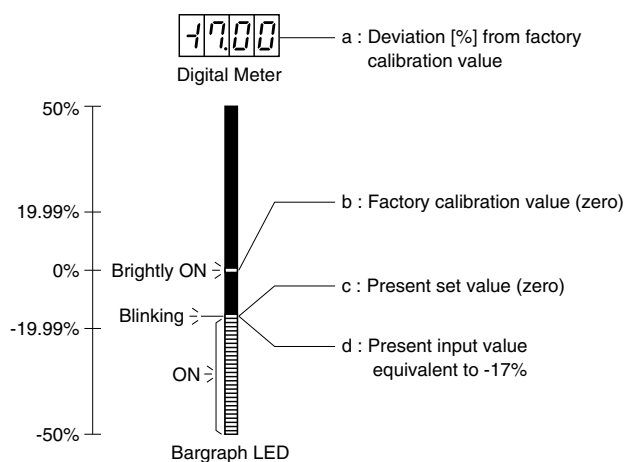 -17.00
a : Deviation [%] from factory
calibration value
Digital Meter
50%
19.99%
b : Factory calibration value (zero)
0%
Brightly ON
c : Present set value (zero)
Blinking
-19.99%
d : Present input value
equivalent to -17%
ON
-50%
Bargraph LED